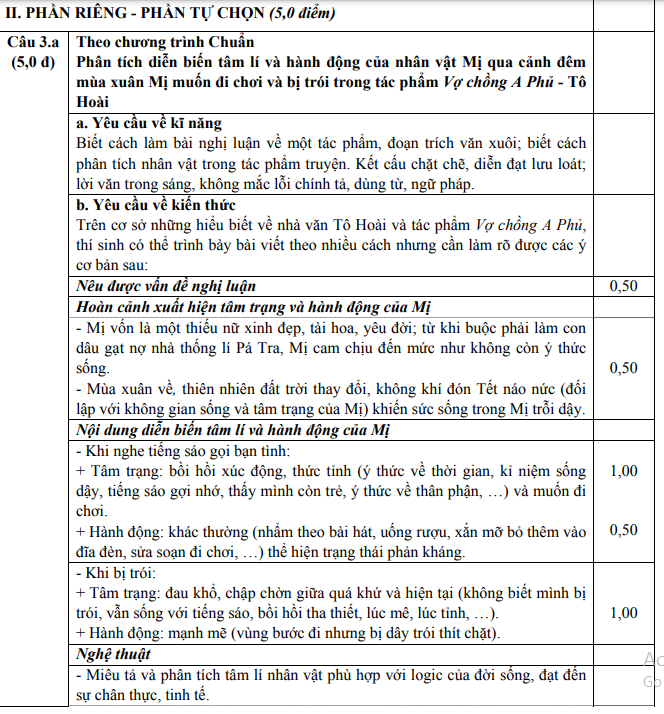 II. PHẦN RIÊNG - PHẦN TỰ CHỌN (5,0 điểm)
Câu 3.a
(5,0 đ)
Theo chương trình Chuẩn
Phân tích diễn biến tâm lí và hành động của nhân vật Mị qua cảnh đêm
mùa xuân Mị muốn đi chơi và bị trói trong tác phẩm Vợ chồng A Phủ - Tô
Hoài
a. Yêu cầu về kĩ năng
Biết cách làm bài nghị luận về một tác phẩm, đoạn trích văn xuôi; biết cách
phân tích nhân vật trong tác phẩm truyện. Kết cấu chặt chẽ, diễn đạt lưu loát;
lời văn trong sáng, không mắc lỗi chính tả, dùng từ, ngữ pháp.
b. Yêu cầu về kiến thức
Trên cơ sở những hiểu biết về nhà văn Tô Hoài và tác phẩm Vợ chồng A Phủ,
thí sinh có thể trình bày bài viết theo nhiều cách nhưng cần làm rõ được các ý
cơ bản sau:
Nêu được vấn đề nghị luận
0,50
Hoàn cảnh xuất hiện tâm trạng và hành động của Mị
- Mị vốn là một thiếu nữ xinh đẹp, tài hoa, yêu đời; từ khi buộc phải làm con
dâu gạt nợ nhà thống lí Pá Tra, Mị cam chịu đến mức như không còn ý thức
sống.
0,50
- Mùa xuân về, thiên nhiên đất trời thay đổi, không khí đón Tết náo nức (đối
lập với không gian sống và tâm trạng của Mị) khiến sức sống trong Mị trỗi dậy.
Nội dung diễn biến tâm lí và hành động của Mị
- Khi nghe tiếng sáo gọi bạn tình:
+ Tâm trạng: bồi hồi xúc động, thức tỉnh (ý thức về thời gian, kỉ niệm sống
1,00
dậy, tiếng sáo gợi nhớ, thấy mình còn trẻ, ý thức về thân phận, …) và muốn đi
chơi.
+ Hành động: khác thường (nhẩm theo bài hát, uống rượu, xắn mỡ bỏ thêm vào
0,50
đĩa đèn, sửa soạn đi chơi, …) thể hiện trạng thái phản kháng.
- Khi bị trói:
+ Tâm trạng: đau khổ, chập chờn giữa quá khứ và hiện tại (không biết mình bị
trói, vẫn sống với tiếng sáo, bồi hồi tha thiết, lúc mê, lúc tỉnh, …).
1,00
+ Hành động: mạnh mẽ (vùng bước đi nhưng bị dây trói thít chặt).
Nghệ thuật
- Miêu tả và phân tích tâm lí nhân vật phù hợp với logic của đời sống, đạt đến
sự chân thực, tinh tế.